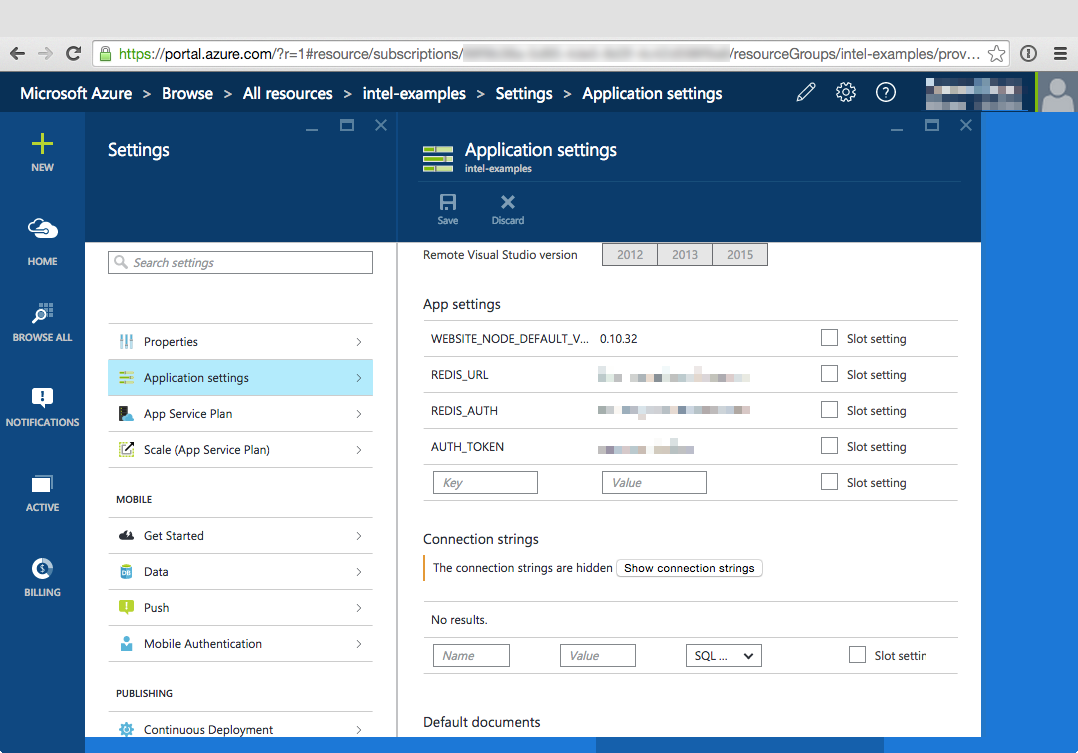 https://portal.azure.com/?r=1#resource/subscriptions/ /resourceGroups/intel-examples/prov...
Microsoft Azure > Browse > All resources > intel-examples > Settings > Application settings
NEW
HOME
BROWSE ALL
NOTIFICATIONS
ACTIVE
BILLING
Settings
Search settings
Properties
Application settings
App Service Plan
Scale (App Service Plan)
MOBILE
Get Started
Data
Push
Mobile Authentication
PUBLISHING
Continuous Deployment
Application settings
intel-examples
Save Discard
Remote Visual Studio version 2012 2013 2015
App settings
WEBSITE_NODE_DEFAULT_V... 0.10.32 Slot setting
REDIS_URL Slot setting
REDIS_AUTH Slot setting
AUTH_TOKEN Slot setting
Key Value Slot setting
Connection strings
The connection strings are hidden Show connection strings
No results.
Name Value SQL ... Slot settir
Default documents